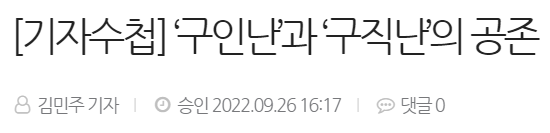 [기자수첩] ‘구인난’과 ‘구직난’의 공존
김민주 기자 | 승인 2022.09.26 16:17 | 댓글 0